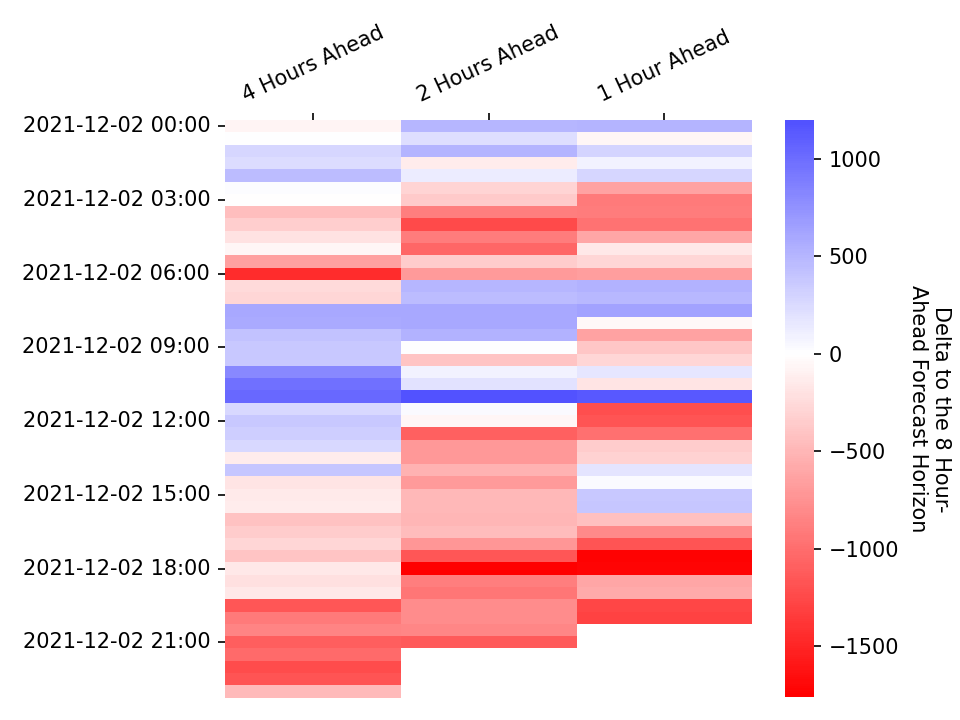 4 Hours Ahead
2 Hours Ahead
1 Hour Ahead
2021-12-02 00:00
2021-12-02 03:00
2021-12-02 06:00
2021-12-02 09:00
2021-12-02 12:00
2021-12-02 15:00
2021-12-02 18:00
2021-12-02 21:00
1000
500
0
−500
−1000
−1500
Delta to the 8 Hour-
Ahead Forecast Horizon